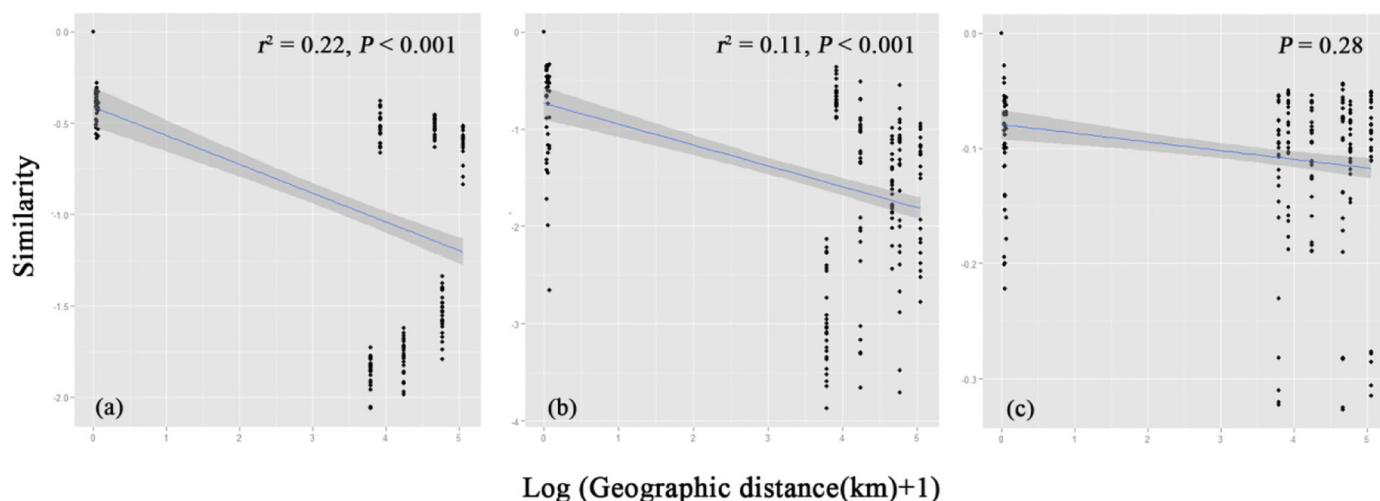 r² = 0.22, P < 0.001
r² = 0.11, P < 0.001
P = 0.28
Similarity
0.0
-0.5
-1.0
-1.5
-2.0
(a)
0 1 2 3 4 5
0
-1
-2
-3
-4
(b)
0 1 2 3 4 5
0.0
-0.1
-0.2
-0.3
(c)
0 1 2 3 4 5
Log (Geographic distance(km)+1)